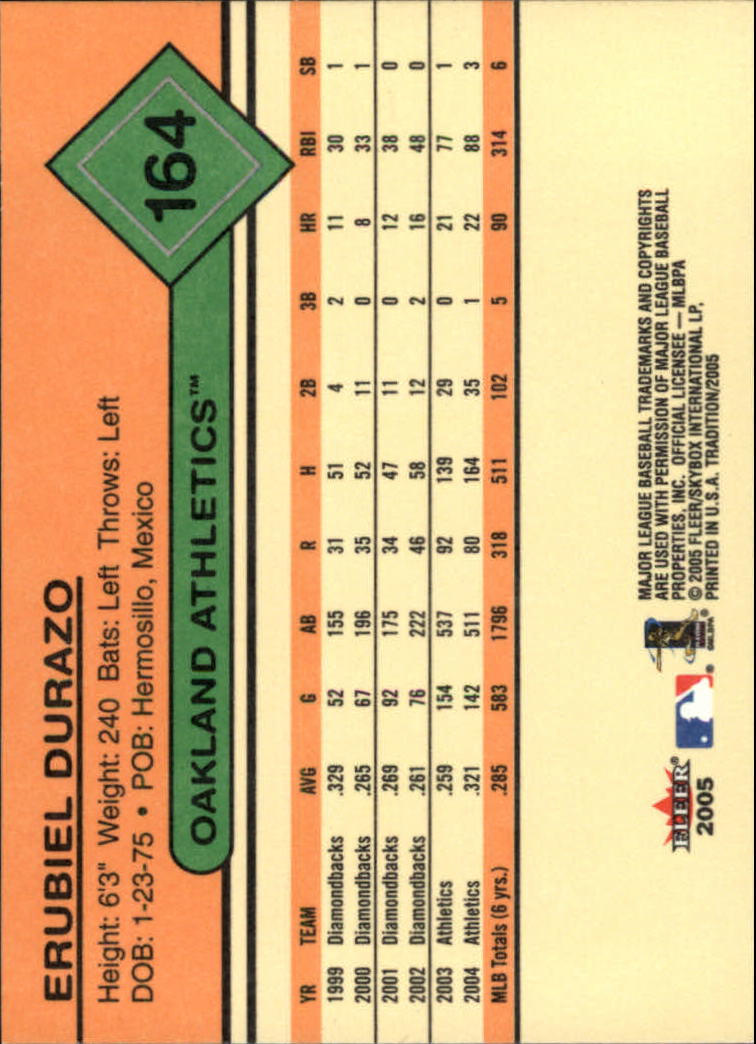 ERUBIEL DURAZO
Height: 6'3" Weight: 240 Bats: Left Throws: Left
DOB: 1-23-75 • POB: Hermosillo, Mexico
OAKLAND ATHLETICS™
164
YR TEAM AVG G AB R H 2B 3B HR RBI SB
1999 Diamondbacks .329 52 155 31 51 4 2 11 30 1
2000 Diamondbacks .265 67 196 35 52 11 0 8 33 1
2001 Diamondbacks .269 92 175 34 47 11 0 12 38 0
2002 Diamondbacks .261 76 222 46 58 12 2 16 48 0
2003 Athletics .259 154 537 92 139 29 0 21 77 1
2004 Athletics .321 142 511 80 164 35 1 22 88 3
MLB Totals (6 yrs.) .285 583 1796 318 511 102 5 90 314 6
FLEER®
2005
MAJOR LEAGUE BASEBALL TRADEMARKS AND COPYRIGHTS
ARE USED WITH PERMISSION OF MAJOR LEAGUE BASEBALL
PROPERTIES, INC. OFFICIAL LICENSEE — MLBPA
© 2005 FLEER/SKYBOX INTERNATIONAL LP,
PRINTED IN U.S.A. TRADITION/2005